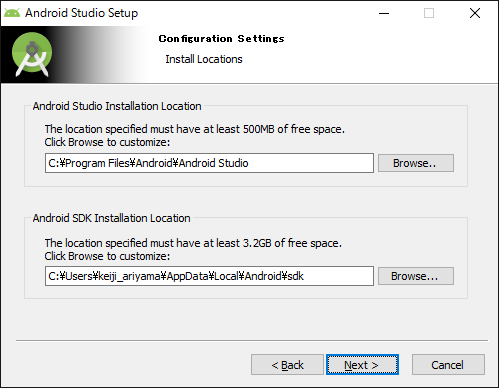 Android Studio Setup
Configuration Settings
Install Locations
Android Studio Installation Location
The location specified must have at least 500MB of free space.
Click Browse to customize:
C:¥Program Files¥Android¥Android Studio
Browse..
Android SDK Installation Location
The location specified must have at least 3.2GB of free space.
Click Browse to customize:
C:¥Users¥keiji_ariyama¥AppData¥Local¥Android¥sdk
Browse...
< Back
Next >
Cancel